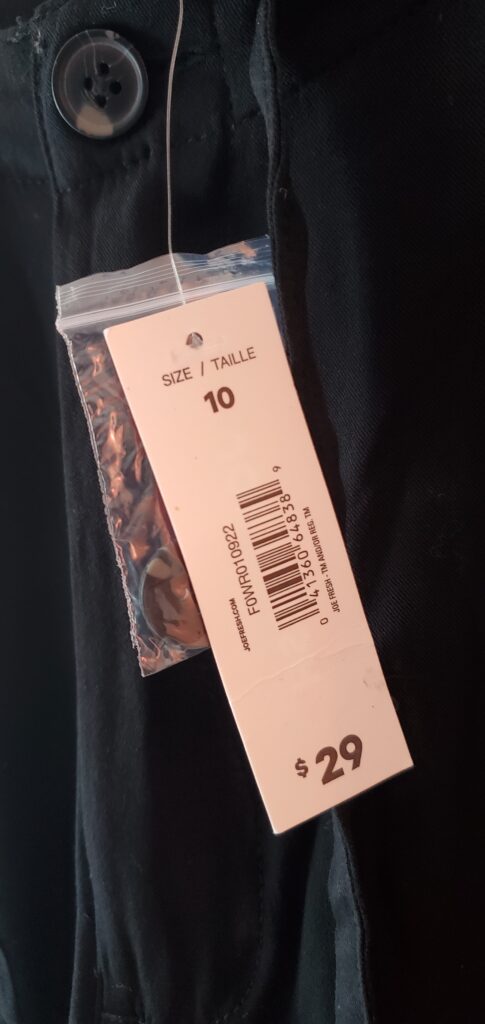 SIZE / TAILLE
10
JOEFRESH.COM
F0WR010922
0 41360 64838 9
JOE FRESH - TM AND/OR REG. TM.
$ 29